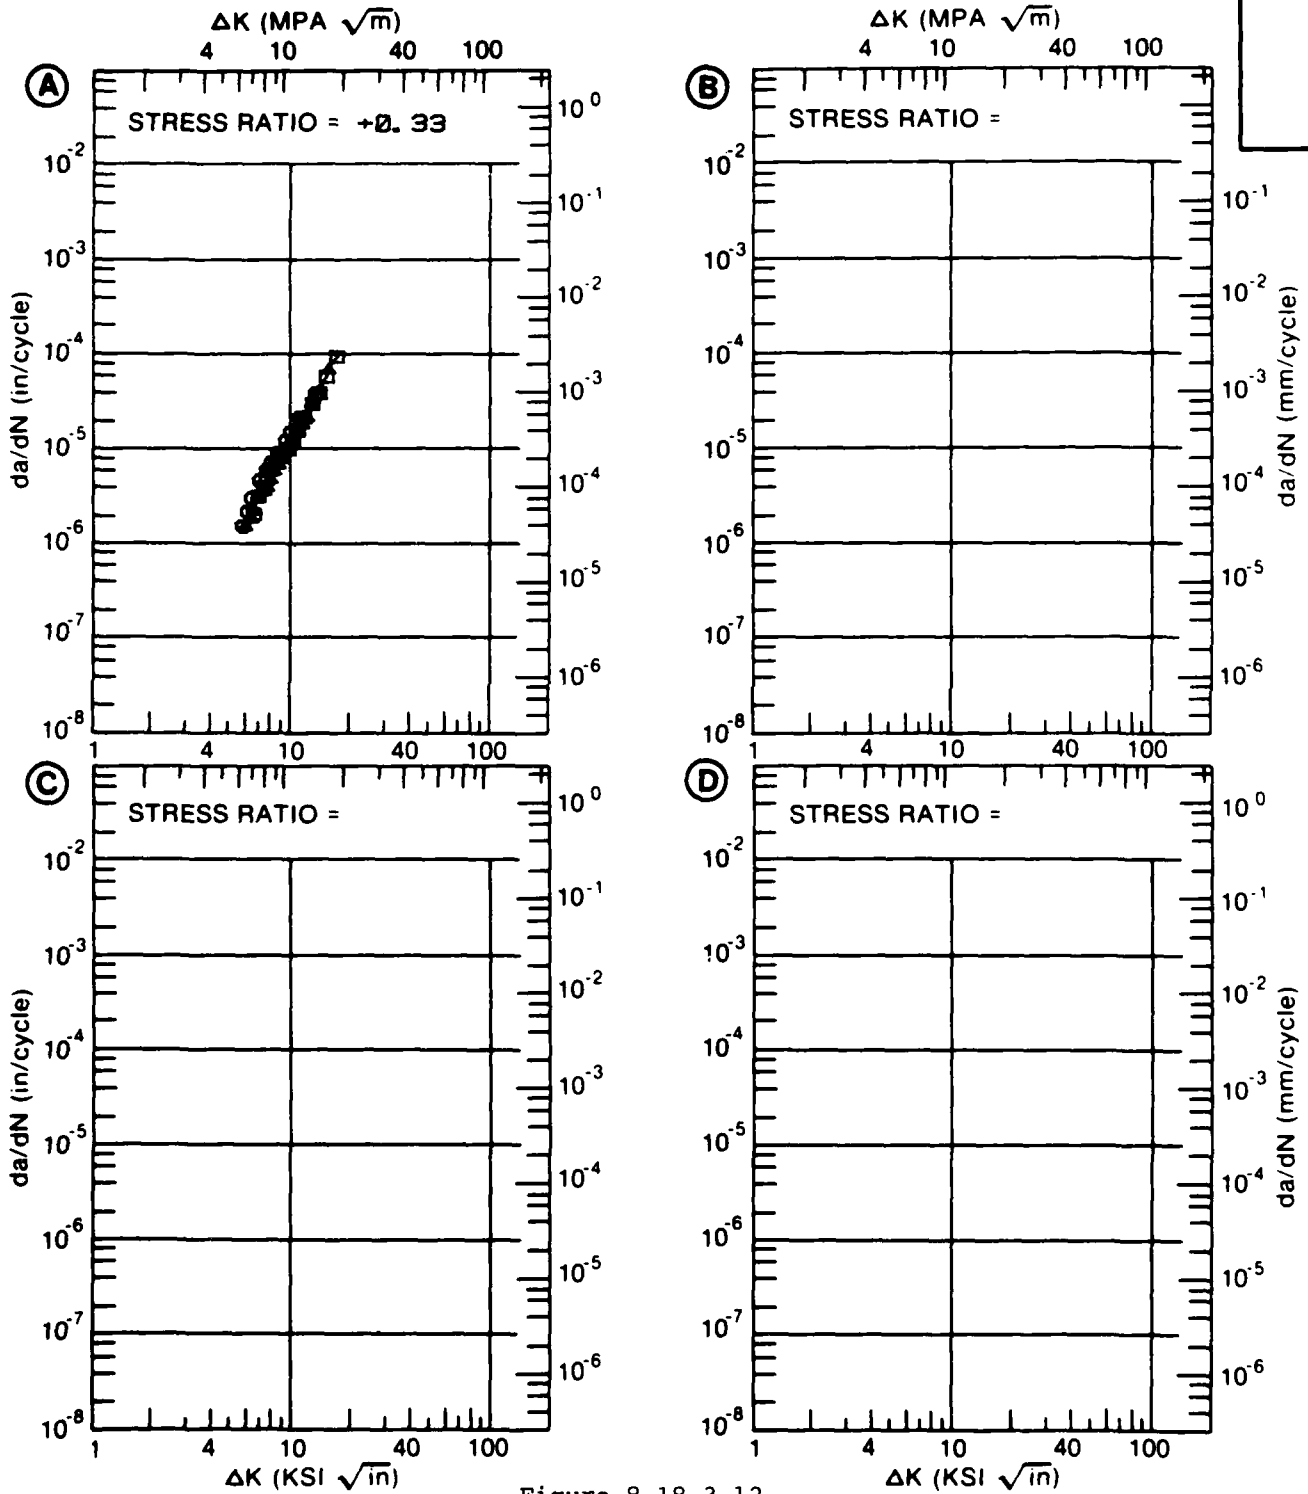 ΔK (MPA √m)
4 10 40 100
A
STRESS RATIO = +0.33
10^-2
10^-3
10^-4
10^-5
10^-6
10^-7
10^-8
da/dN (in/cycle)
10^0
10^-1
10^-2
10^-3
10^-4
10^-5
10^-6
1 4 10 40 100
ΔK (MPA √m)
4 10 40 100
B
STRESS RATIO =
10^-2
10^-3
10^-4
10^-5
10^-6
10^-7
10^-8
10^-1
10^-2
10^-3
10^-4
10^-5
10^-6
da/dN (mm/cycle)
1 4 10 40 100
C
STRESS RATIO =
10^-2
10^-3
10^-4
10^-5
10^-6
10^-7
10^-8
da/dN (in/cycle)
10^0
10^-1
10^-2
10^-3
10^-4
10^-5
10^-6
1 4 10 40 100
ΔK (KSI √in)
D
STRESS RATIO =
10^-2
10^-3
10^-4
10^-5
10^-6
10^-7
10^-8
10^0
10^-1
10^-2
10^-3
10^-4
10^-5
10^-6
da/dN (mm/cycle)
1 4 10 40 100
ΔK (KSI √in)
Figure 8.18.3.12